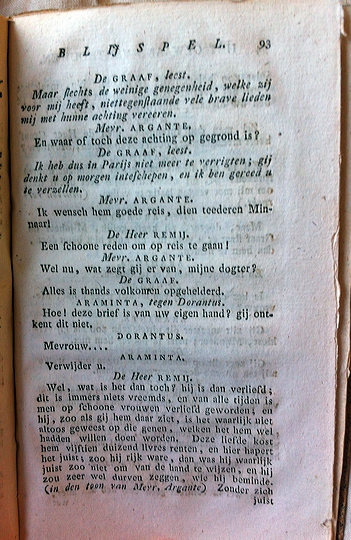 BLIJSPEL. 93
De GRAAF, leest.
Maar slechts de weinige genegenheid, welke zij
voor mij heeft, niettegenstaande vele brave lieden
mij met hunne achting vereeren.
Mevr. ARGANTE.
En waar of toch deze achting op gegrond is?
De GRAAF, leest.
Ik heb dus in Parijs niet meer te verrigten; gij
denkt u op morgen inteschepen, en ik ben gereed u
te verzellen.
Mevr. ARGANTE.
Ik wensch hem goede reis, dien teederen Min-
naar!
De Heer REMIJ.
Een schoone reden om op reis te gaan!
Mevr. ARGANTE.
Wel nu, wat zegt gij er van, mijne dogter?
De GRAAF.
Alles is thands volkomen opgehelderd.
ARAMINTA, tegen Dorantus.
Hoe! deze brief is van uw eigen hand? gij ont-
kent dit niet.
DORANTUS.
Mevrouw....
ARAMINTA.
Verwijder u.
De Heer REMIJ.
Wel, wat is het dan toch? hij is dan verliefd;
dit is immers niets vreemds, en van alle tijden is
men op schoone vrouwen verliefd geworden; en
hij, zoo als gij hem daar ziet, is het waarlijk niet
altoos geweest op die genen, welken het hem wel
hadden willen doen worden. Deze liefde kost
hem vijftien duizend livres renten, en hier hapert
het juist; zoo hij rijk ware, dan was hij waarlijk
juist zoo niet om van de hand te wijzen, en hij
zou zeer wel durven zeggen, wie hij beminde.
(in den toon van Mevr. Argante) Zonder zich
juist